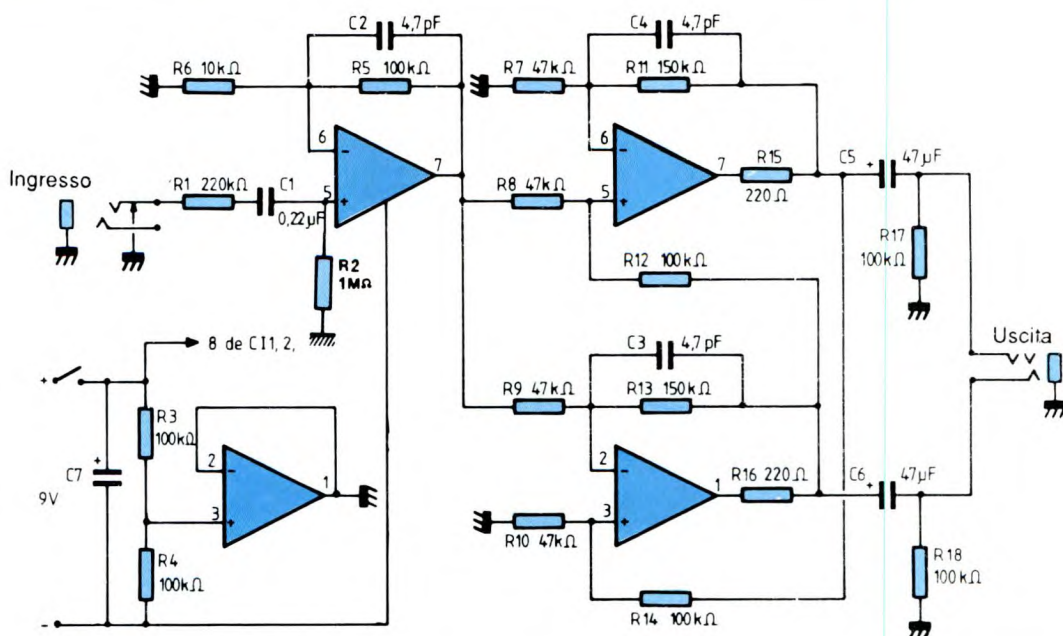 C2 4,7pF
C4 4,7pF
R6 10kΩ
R5 100kΩ
R7 47kΩ
R11 150kΩ
6
-
6
-
Ingresso
R1 220kΩ
C1
0,22µF
5
+
7
R8 47kΩ
5
+
7
R15
220Ω
C5
+
47µF
R2
1MΩ
R12 100kΩ
R17
100kΩ
8 de CI1, 2,
C3 4,7pF
Uscita
+
R3
100kΩ
R9 47kΩ
R13 150kΩ
C7
+
9V
2
-
1
3
+
2
-
1
R16 220Ω
C6
+
47µF
3
+
R10 47kΩ
R4
100kΩ
R18
100kΩ
R14 100kΩ
-